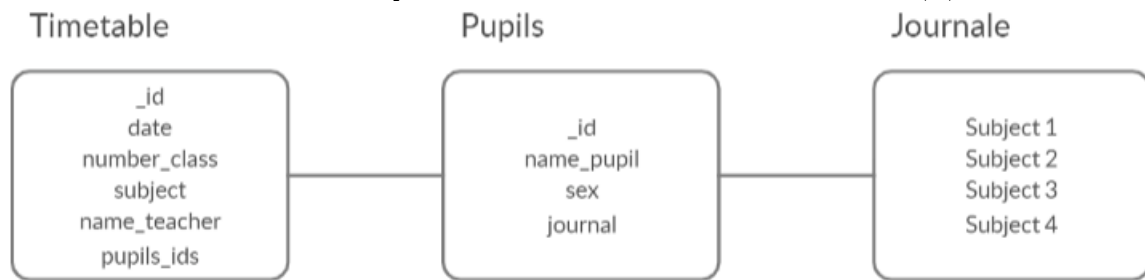 Timetable
Pupils
Journale
_id
date
number_class
subject
name_teacher
pupils_ids
_id
name_pupil
sex
journal
Subject 1
Subject 2
Subject 3
Subject 4